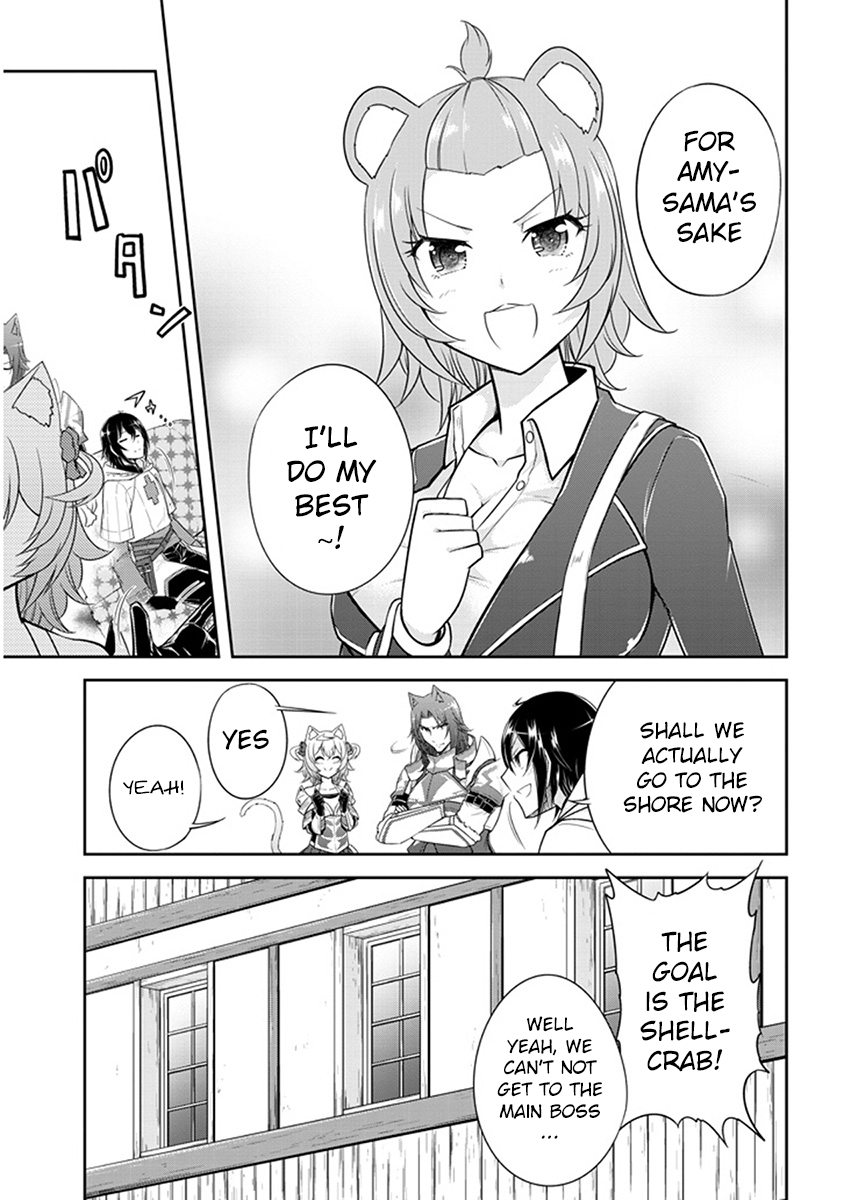 FOR
AMY-
SAMA'S
SAKE
I'LL
DO MY
BEST
~!
パタン
SHALL WE
ACTUALLY
GO TO THE
SHORE NOW?
YES
YEAH!
THE
GOAL
IS THE
SHELL-
CRAB!
WELL
YEAH, WE
CAN'T NOT
GET TO THE
MAIN BOSS
...